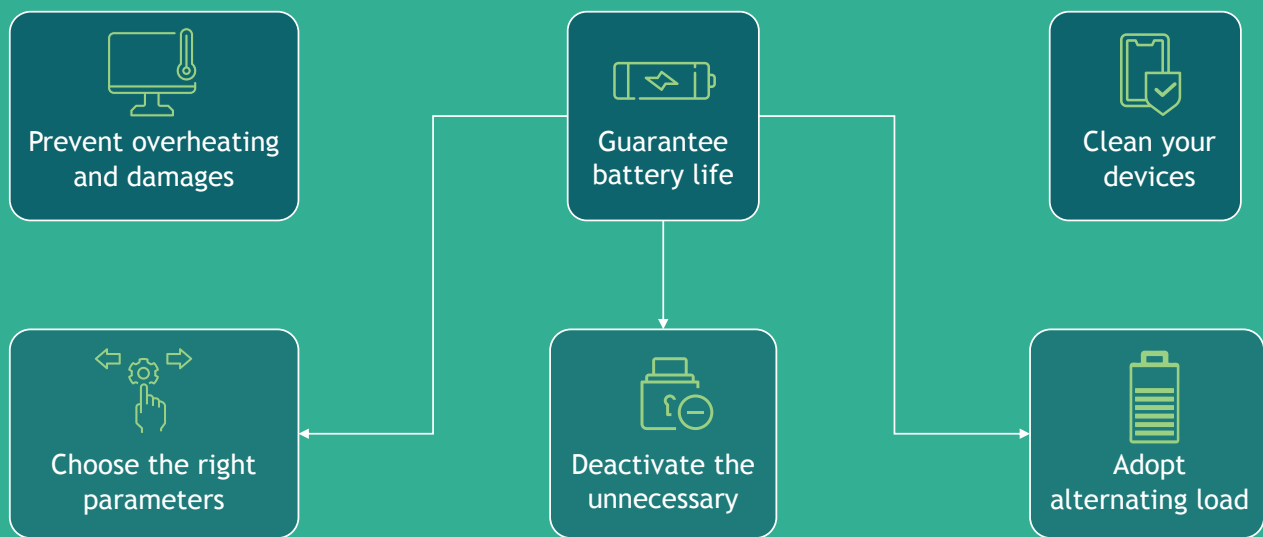 Prevent overheating
and damages
Guarantee
battery life
Clean your
devices
Choose the right
parameters
Deactivate the
unnecessary
Adopt
alternating load